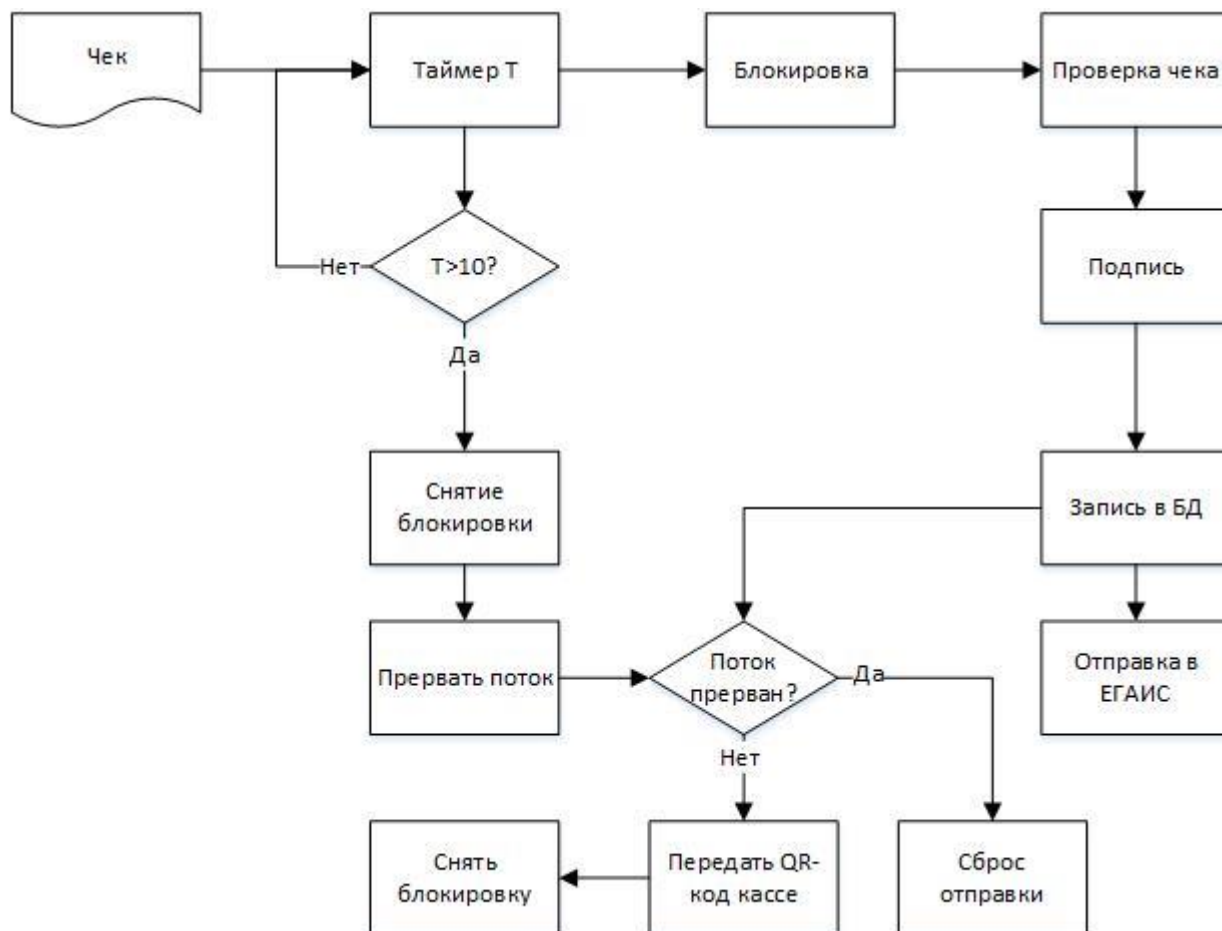 Чек
Таймер Т
Блокировка
Проверка чека
Т>10?
Нет
Подпись
Да
Снятие
блокировки
Запись в БД
Прервать поток
Поток
прерван?
Да
Отправка в
ЕГАИС
Нет
Снять
блокировку
Передать QR-
код кассе
Сброс
отправки